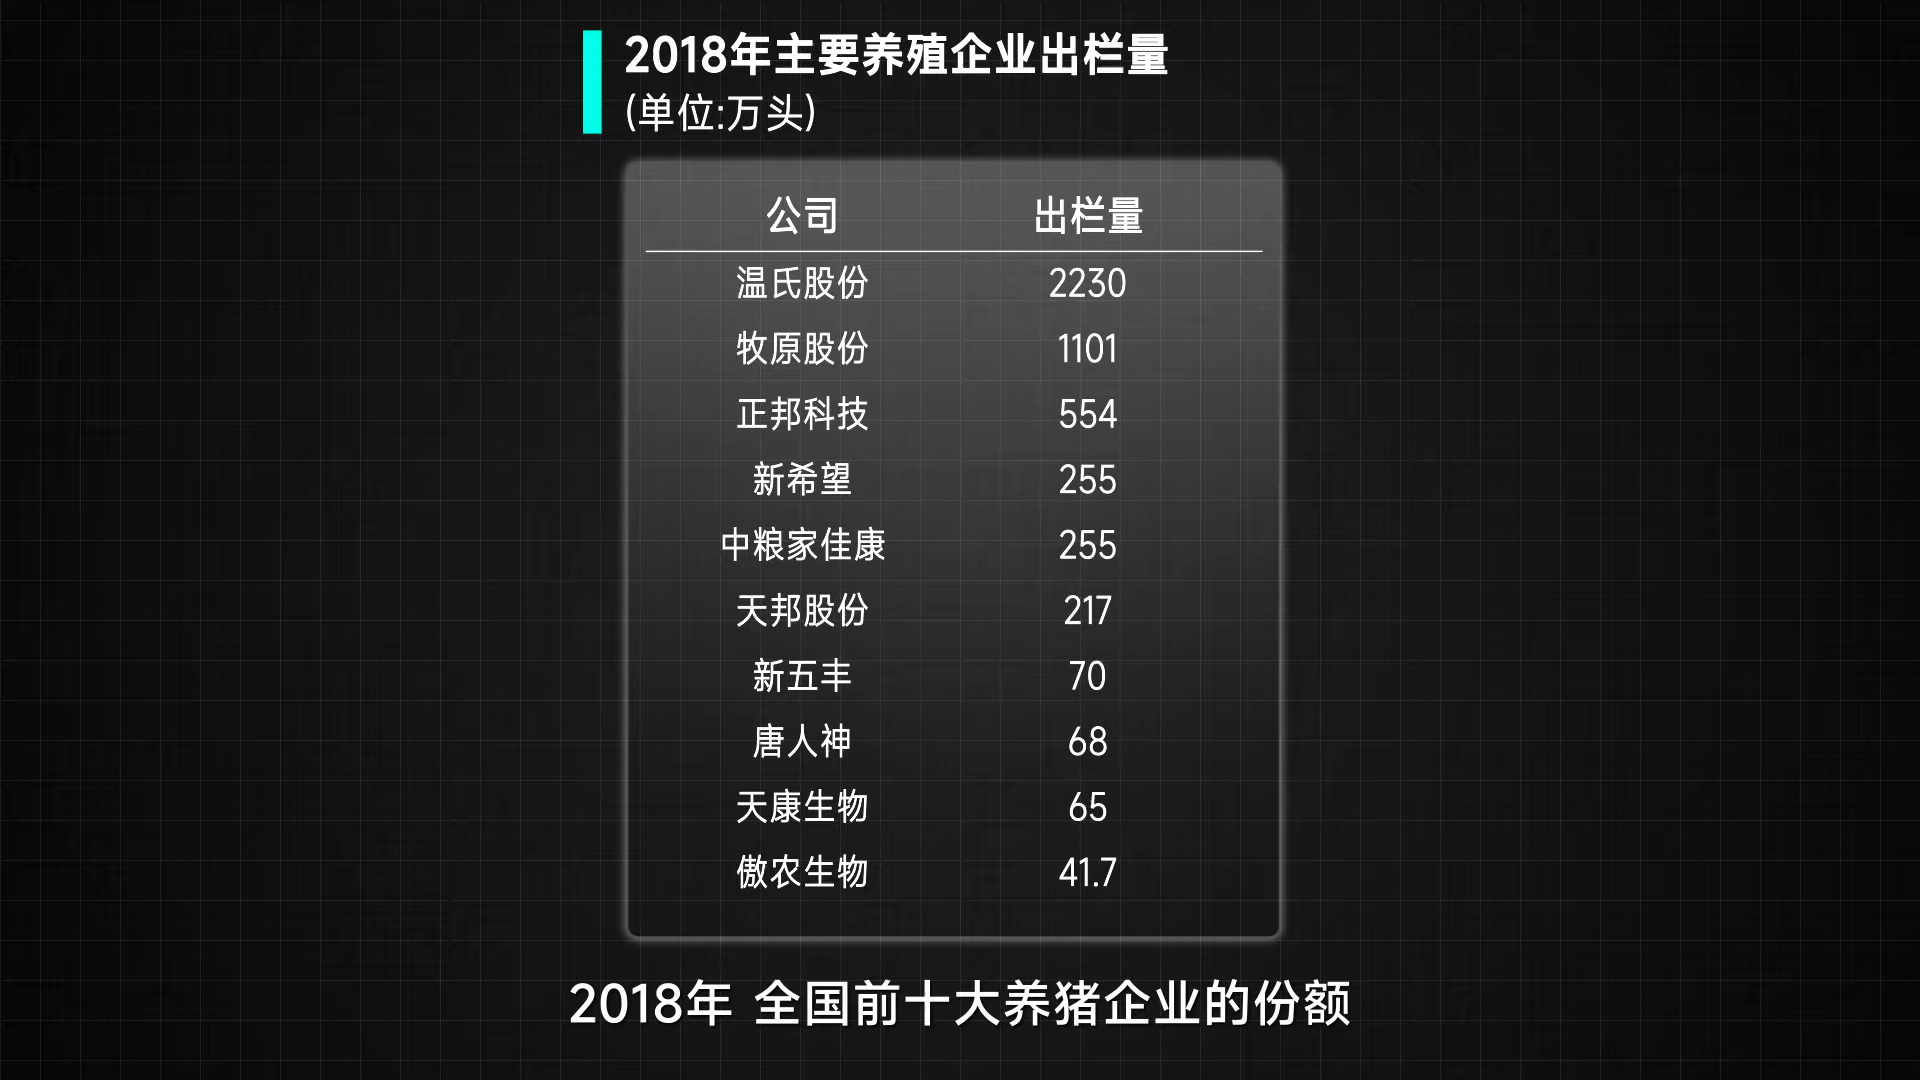 2018年主要养殖企业出栏量
(单位:万头)
公司 出栏量
温氏股份 2230
牧原股份 1101
正邦科技 554
新希望 255
中粮家佳康 255
天邦股份 217
新五丰 70
唐人神 68
天康生物 65
傲农生物 41.7
2018年 全国前十大养猪企业的份额